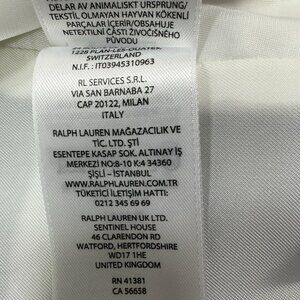 DELAR AV ANIMALISKT URSPRUNG/
TEKSTİL OLMAYAN HAYVAN KÖKENLİ
PARÇALAR İÇERİR/OBSAHUJE
NETEXTILNÍ ČÁSTI ŽIVOČIŠNÉHO
PŮVODU
1228 PLAN-LES-OUATES
SWITZERLAND
N.I.F. : IT03945310963
RL SERVICES S.R.L.
VIA SAN BARNABA 27
CAP 20122, MILAN
ITALY
RALPH LAUREN MAĞAZACILIK VE
TİC. LTD. ŞTİ
ESENTEPE KASAP SOK. ALTINAY İŞ
MERKEZİ NO:8-10 K:4 34360
ŞİŞLİ – İSTANBUL
WWW.RALPHLAUREN.COM
TÜKETİCİ İLETİŞİM HATTI:
0212 345 69 69
RALPH LAUREN UK LTD.
SENTINEL HOUSE
46 CLARENDON RD
WATFORD, HERTFORDSHIRE
WD17 1HE
UNITED KINGDOM
RN 41381
CA 56658